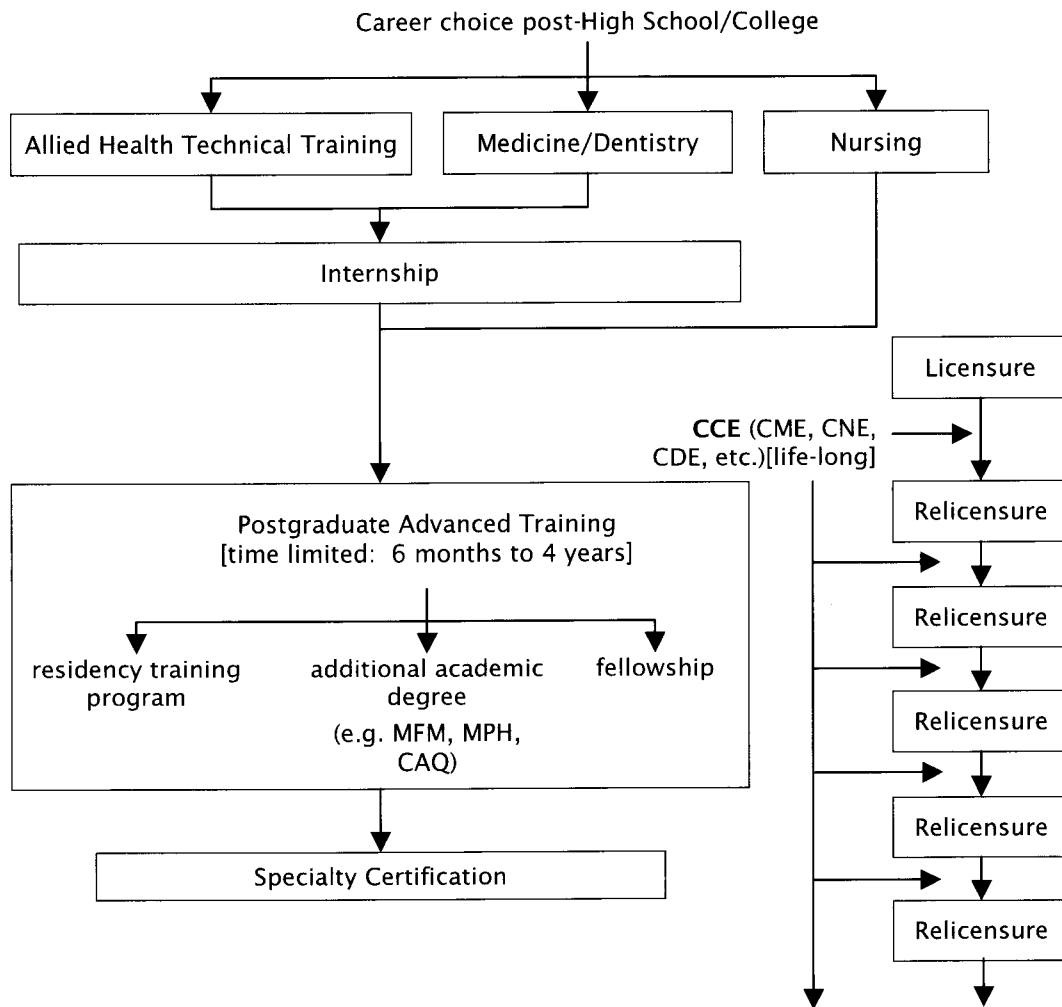 Career choice post-High School/College
Allied Health Technical Training
Medicine/Dentistry
Nursing
Internship
Licensure
CCE (CME, CNE,
CDE, etc.)[life-long]
Relicensure
Relicensure
Relicensure
Relicensure
Relicensure
Postgraduate Advanced Training
[time limited: 6 months to 4 years]
residency training
program
additional academic
degree
(e.g. MFM, MPH,
CAQ)
fellowship
Specialty Certification